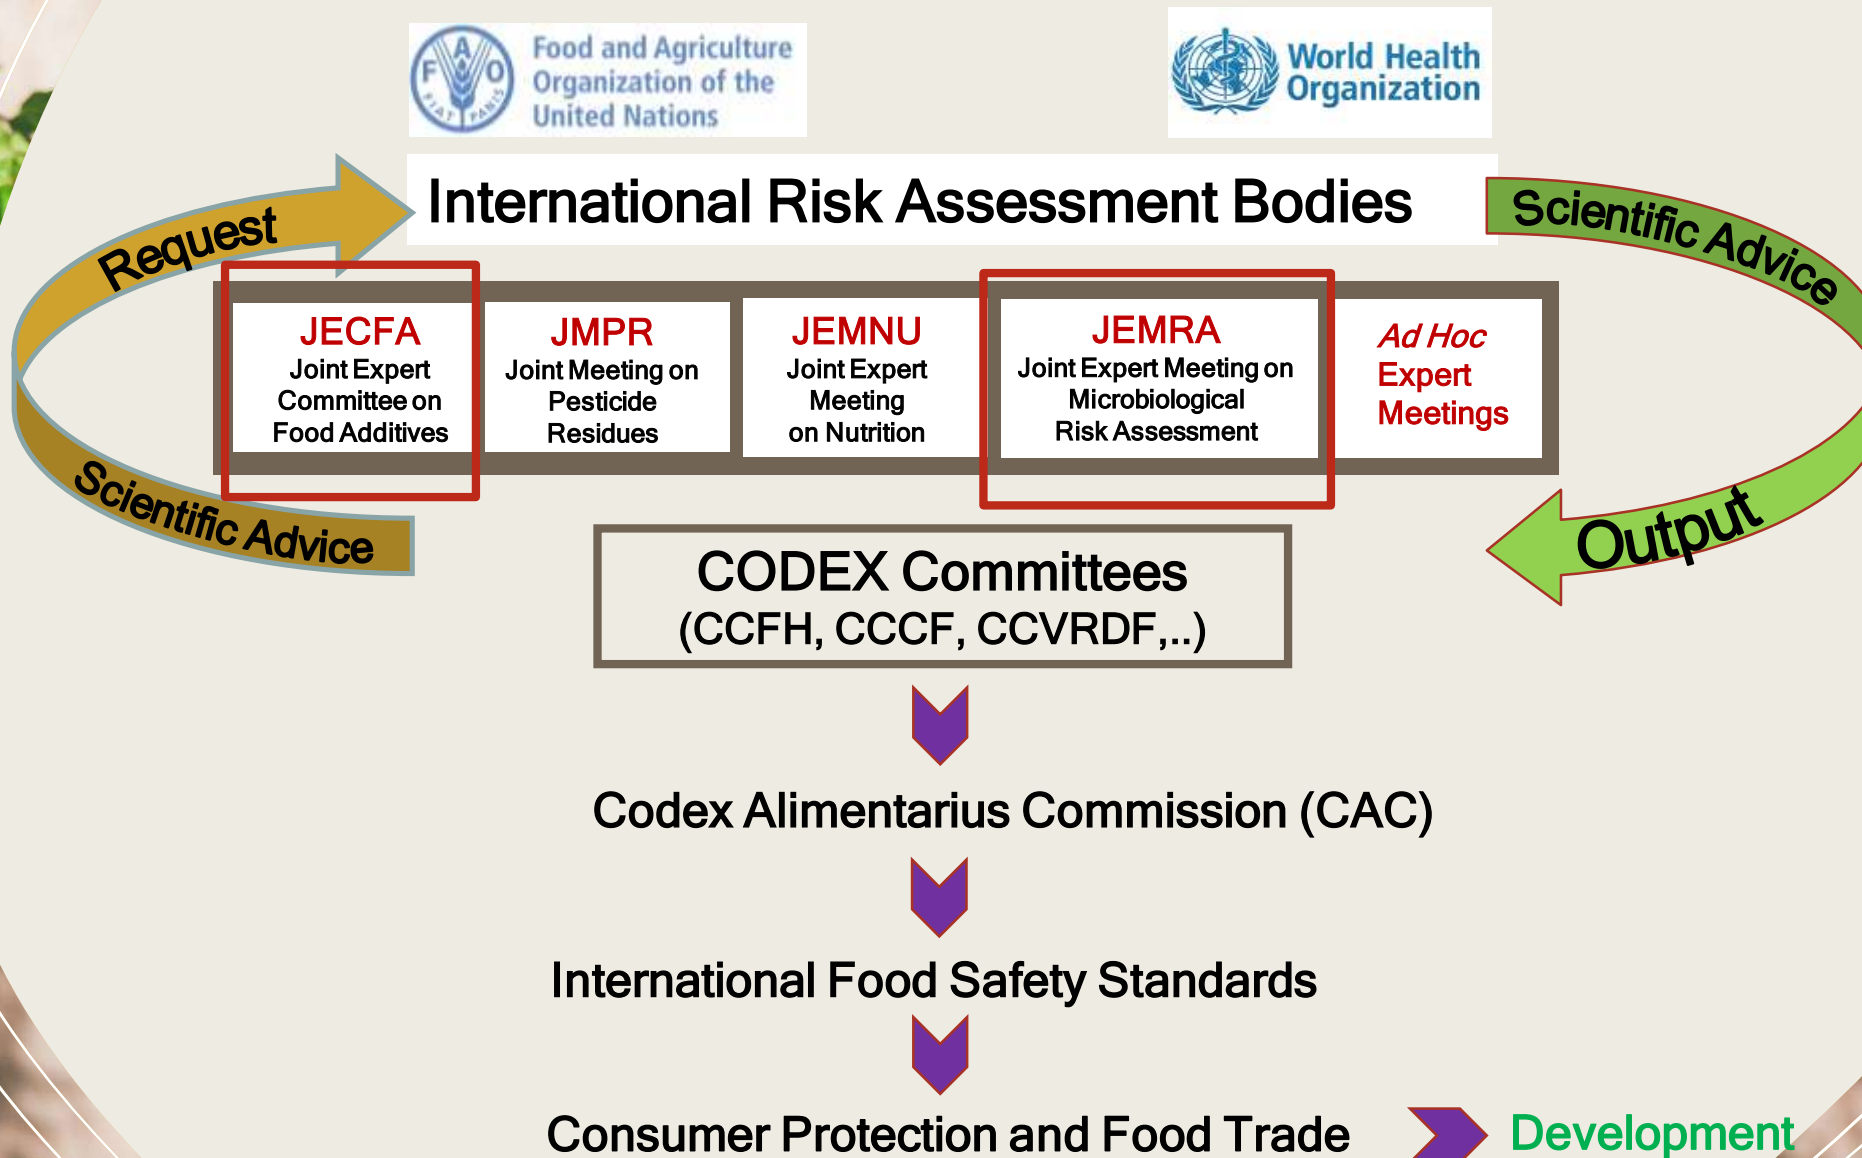 Food and Agriculture
Organization of the
United Nations
FAO
FIAT PANIS
World Health
Organization
International Risk Assessment Bodies
Request
Scientific Advice
JECFA
Joint Expert
Committee on
Food Additives
JMPR
Joint Meeting on
Pesticide
Residues
JEMNU
Joint Expert
Meeting
on Nutrition
JEMRA
Joint Expert Meeting on
Microbiological
Risk Assessment
Ad Hoc
Expert
Meetings
Scientific Advice
Output
CODEX Committees
(CCFH, CCCF, CCVRDF,..)
Codex Alimentarius Commission (CAC)
International Food Safety Standards
Consumer Protection and Food Trade
Development